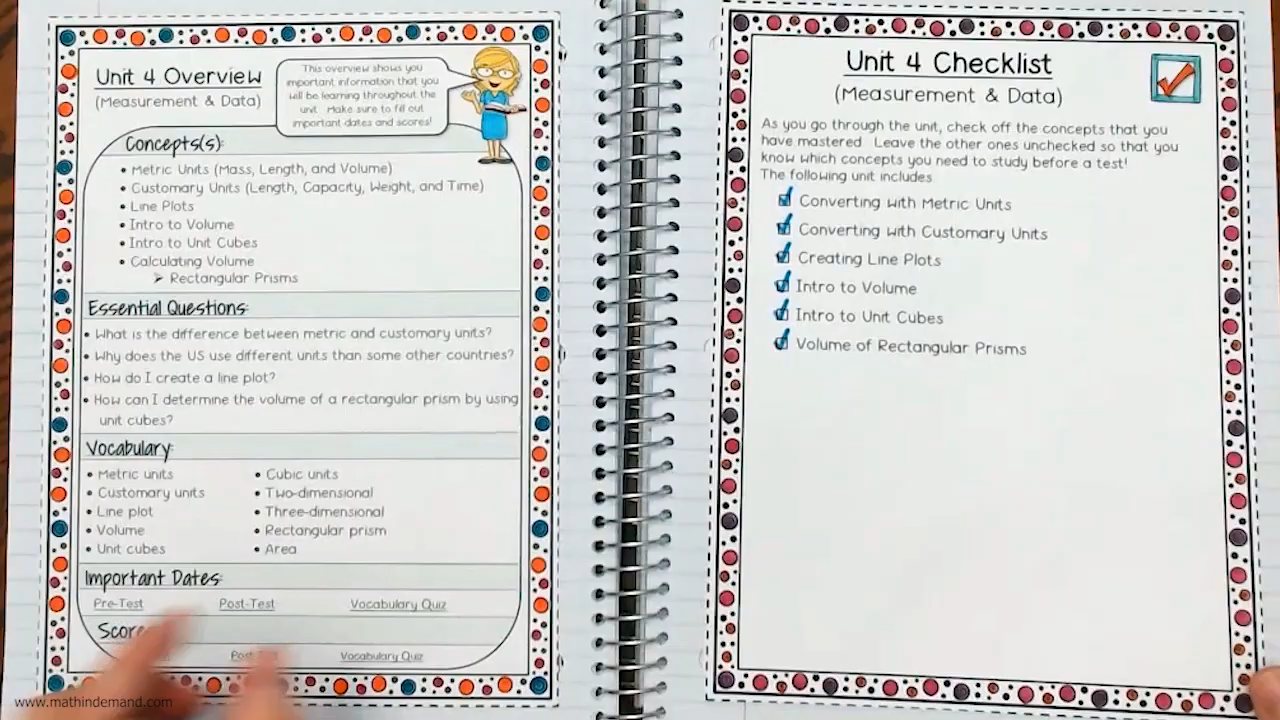 Unit 4 Overview
(Measurement & Data)
This overview shows you
important information that you
will be learning throughout the
unit. Make sure to fill out
important dates and scores!
Concepts(s):
• Metric Units (Mass, Length, and Volume)
• Customary Units (Length, Capacity, Weight, and Time)
• Line Plots
• Intro to Volume
• Intro to Unit Cubes
• Calculating Volume
➤ Rectangular Prisms
Essential Questions:
• What is the difference between metric and customary units?
• Why does the US use different units than some other countries?
• How do I create a line plot?
• How can I determine the volume of a rectangular prism by using
unit cubes?
Vocabulary:
• Metric units
• Customary units
• Line plot
• Volume
• Unit cubes
• Cubic units
• Two-dimensional
• Three-dimensional
• Rectangular prism
• Area
Important Dates:
Pre-Test Post-Test Vocabulary Quiz
Vocabulary Quiz
www.mathindemand.com
Unit 4 Checklist
(Measurement & Data)
As you go through the unit, check off the concepts that you
have mastered. Leave the other ones unchecked so that you
know which concepts you need to study before a test!
The following unit includes
Converting with Metric Units
Converting with Customary Units
Creating Line Plots
Intro to Volume
Intro to Unit Cubes
Volume of Rectangular Prisms